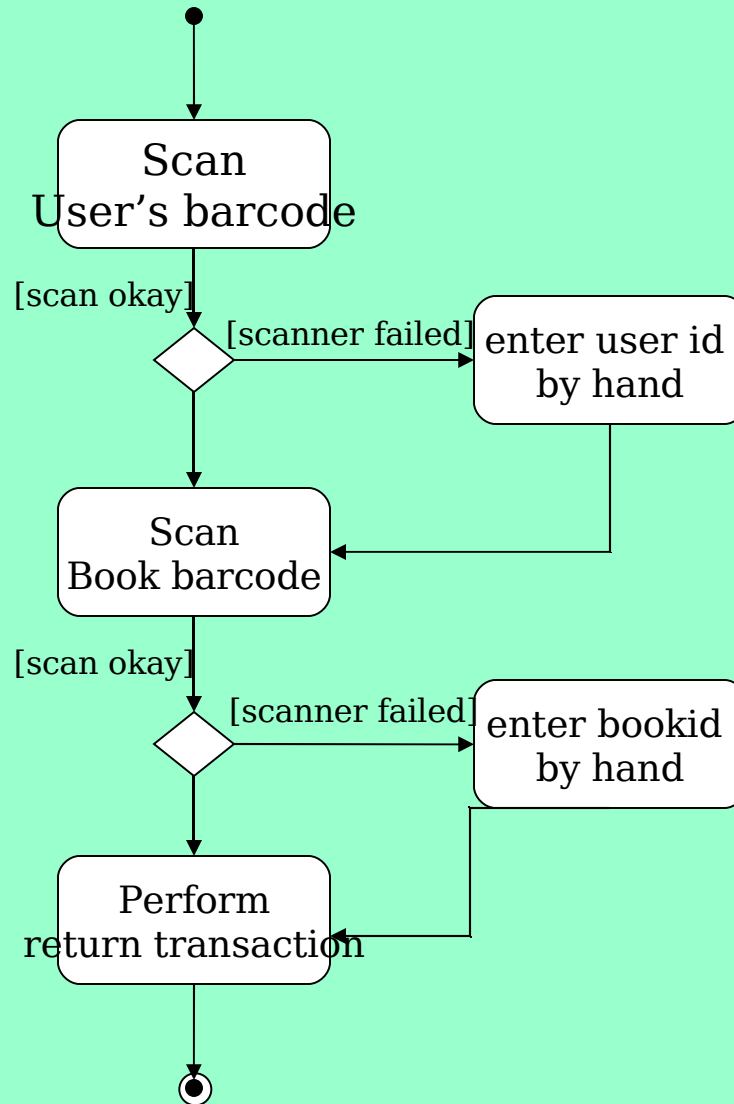 Scan
User’s barcode
[scan okay]
[scanner failed]
enter user id
by hand
Scan
Book barcode
[scan okay]
[scanner failed]
enter bookid
by hand
Perform
return transaction